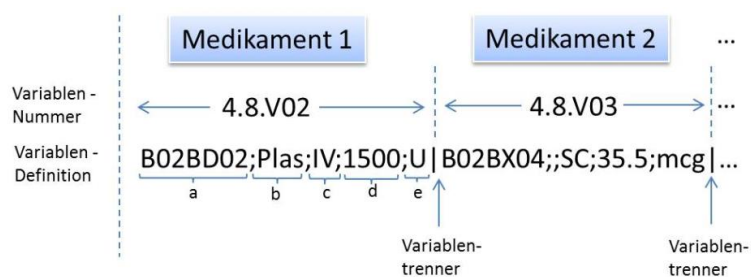 Medikament 1 Medikament 2 ...
Variablen - Nummer 4.8.V02 4.8.V03 ...
Variablen - Definition B02BD02;Plas;IV;1500;U|B02BX04;;SC;35.5;mcg|...
a b c d e
Variablen- Variablen-
trenner trenner